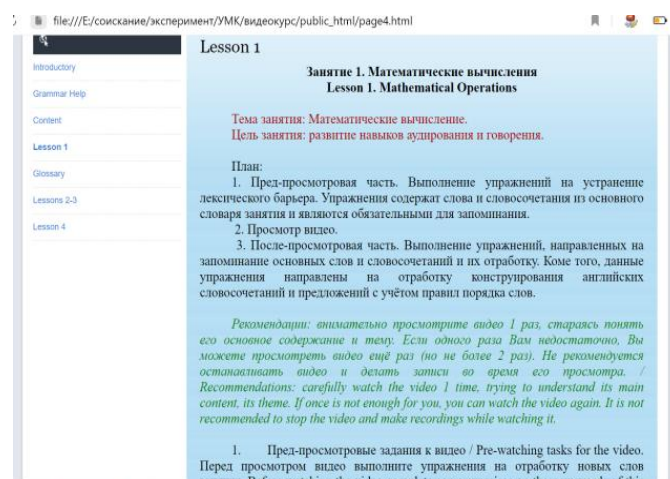 file:///E:/соискание/эксперимент/УМК/видеокурс/public_html/page4.html
Introductory
Grammar Help
Content
Lesson 1
Glossary
Lessons 2-3
Lesson 4
Lesson 1
Занятие 1. Математические вычисления
Lesson 1. Mathematical Operations
Тема занятия: Математические вычисление.
Цель занятия: развитие навыков аудирования и говорения.
План:
1. Пред-просмотровая часть. Выполнение упражнений на устранение
лексического барьера. Упражнения содержат слова и словосочетания из основного
словаря занятия и являются обязательными для запоминания.
2. Просмотр видео.
3. После-просмотровая часть. Выполнение упражнений, направленных на
запоминание основных слов и словосочетаний и их отработку. Коме того, данные
упражнения направлены на отработку конструирования английских
словосочетаний и предложений с учётом правил порядка слов.
Рекомендации: внимательно просмотрите видео 1 раз, стараясь понять
его основное содержание и тему. Если одного раза Вам недостаточно, Вы
можете просмотреть видео ещё раз (но не более 2 раз). Не рекомендуется
останавливать видео и делать записи во время его просмотра. /
Recommendations: carefully watch the video 1 time, trying to understand its main
content, its theme. If once is not enough for you, you can watch the video again. It is not
recommended to stop the video and make recordings while watching it.
1. Пред-просмотровые задания к видео / Pre-watching tasks for the video.
Перед просмотром видео выполните упражнения на отработку новых слов